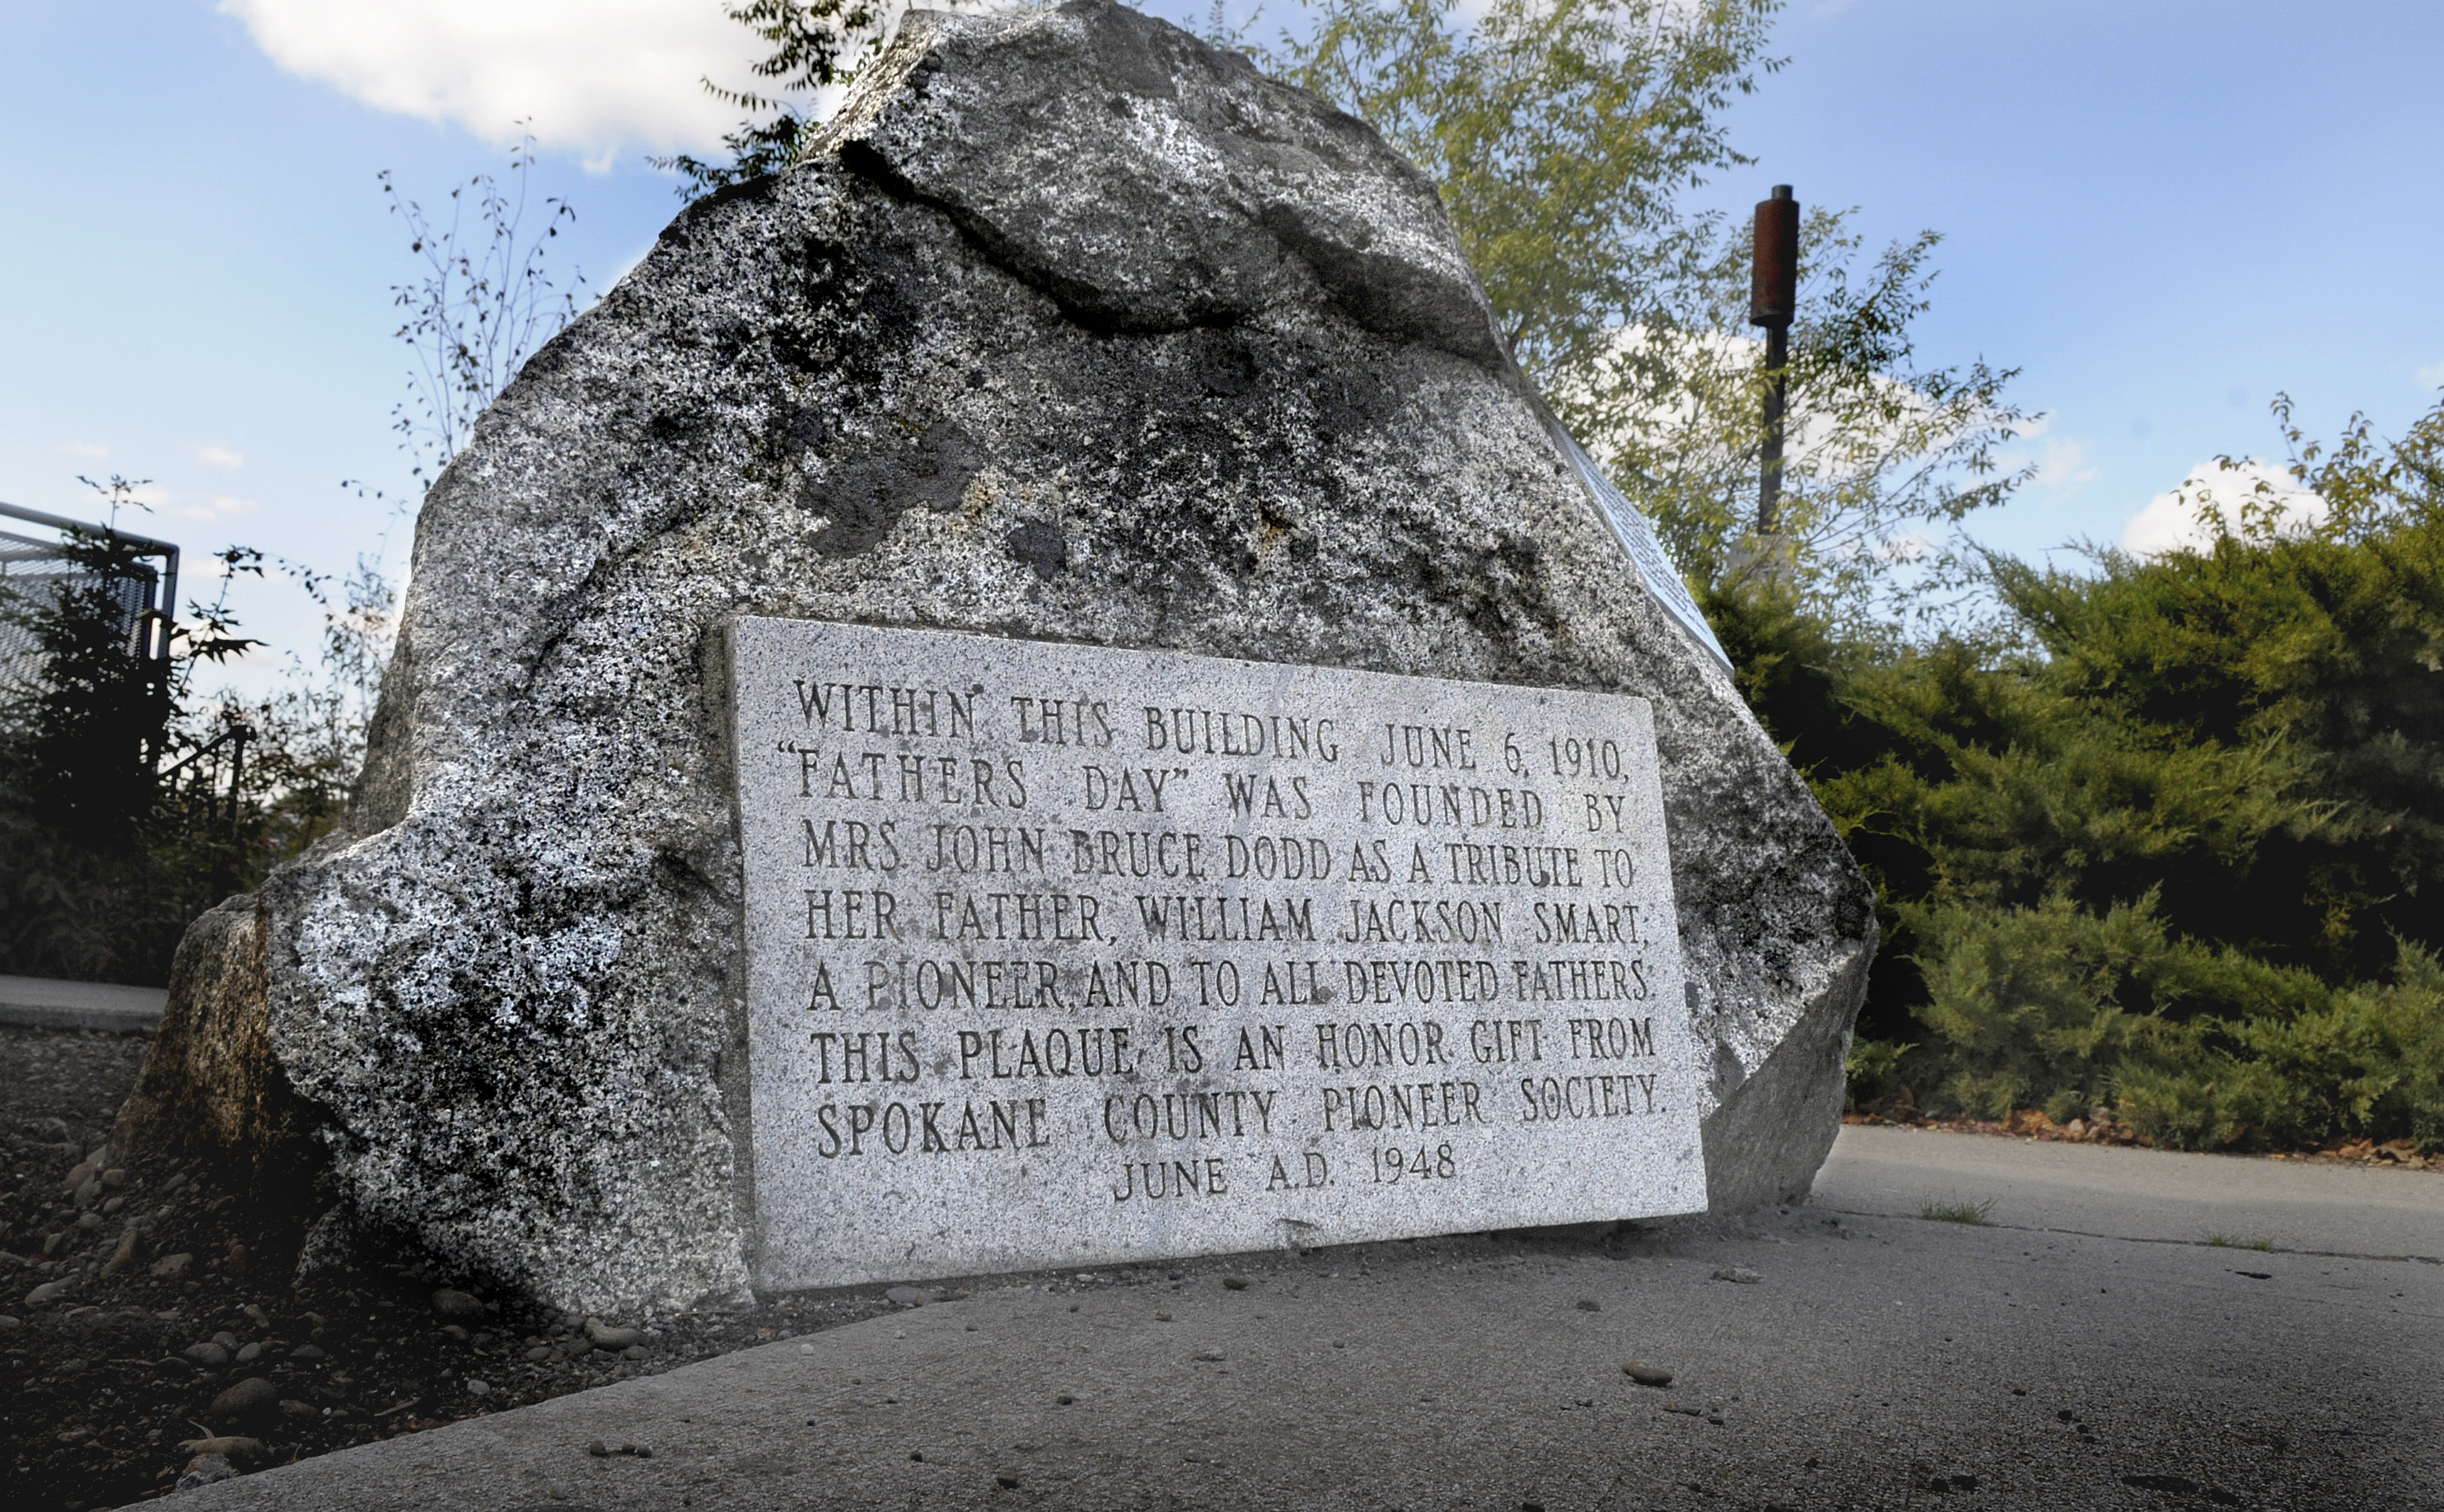 WITHIN THIS BUILDING JUNE 6, 1910,
“FATHERS DAY” WAS FOUNDED BY
MRS. JOHN BRUCE DODD AS A TRIBUTE TO
HER FATHER, WILLIAM JACKSON SMART,
A PIONEER, AND TO ALL DEVOTED FATHERS.
THIS PLAQUE IS AN HONOR GIFT FROM
SPOKANE COUNTY PIONEER SOCIETY.
JUNE A.D. 1948